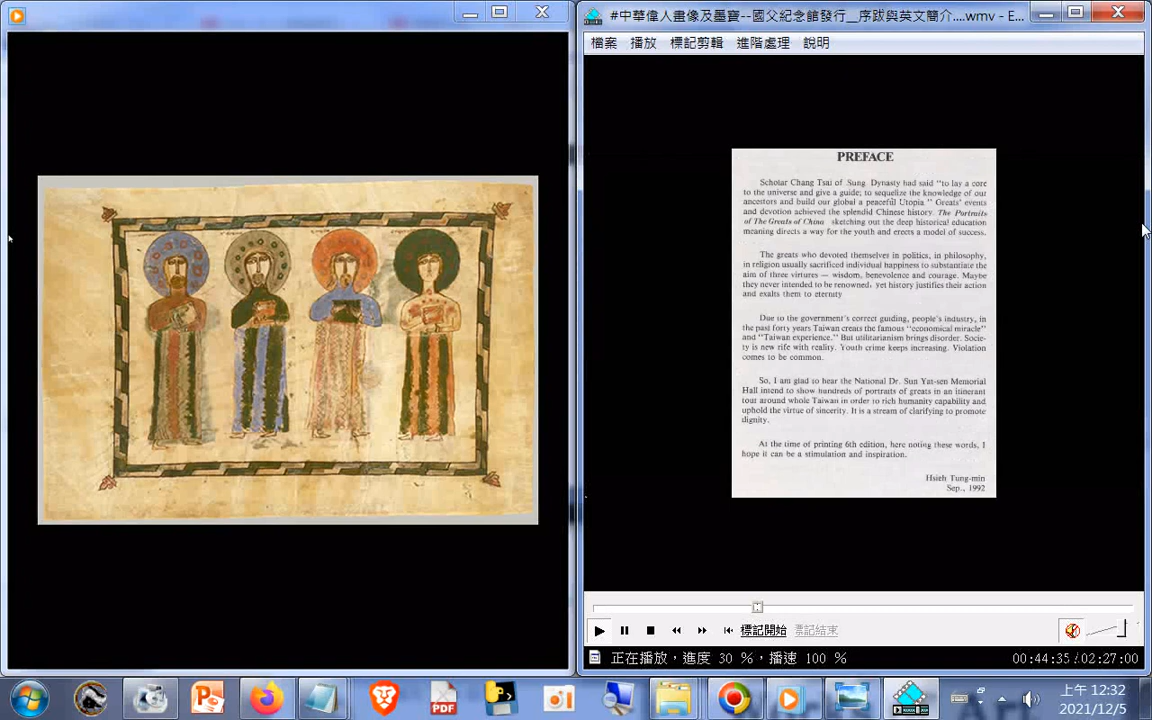 #中華偉人畫像及墨寶--國父紀念館發行__序跋與英文簡介....wmv - E...
檔案 播放 標記剪輯 進階處理 說明
PREFACE
Scholar Chang Tsai of Sung Dynasty had said "to lay a core
to the universe and give a guide; to sequelize the knowledge of our
ancestors and build our global a peaceful Utopia " Greats' events
and devotion achieved the splendid Chinese history. The Portraits
of The Greats of China sketching out the deep historical education
meaning directs a way for the youth and erects a model of success.
The greats who devoted themselves in politics, in philosophy,
in religion usually sacrificed individual happiness to substantiate the
aim of three virtures — wisdom, benevolence and courage. Maybe
they never intended to be renowned, yet history justifies their action
and exalts them to eternity
Due to the government's correct guiding, people's industry, in
the past forty years Taiwan creats the famous "economical miracle"
and "Taiwan experience." But utilitarianism brings disorder. Socie-
ty is new rife with reality. Youth crime keeps increasing. Violation
comes to be common.
So, I am glad to hear the National Dr. Sun Yat-sen Memorial
Hall intend to show hundreds of portraits of greats in an itinerant
tour around whole Taiwan in order to rich humanity capability and
uphold the virtue of sincerity. It is a stream of clarifying to promote
dignity.
At the time of printing 6th edition, here noting these words, I
hope it can be a stimulation and inspiration.
Hsieh Tung-min
Sep., 1992
標記開始 標記結束
正在播放，進度 30 %，播速 100 %
00:44:35 / 02:27:00
PDF
上午 12:32
2021/12/5